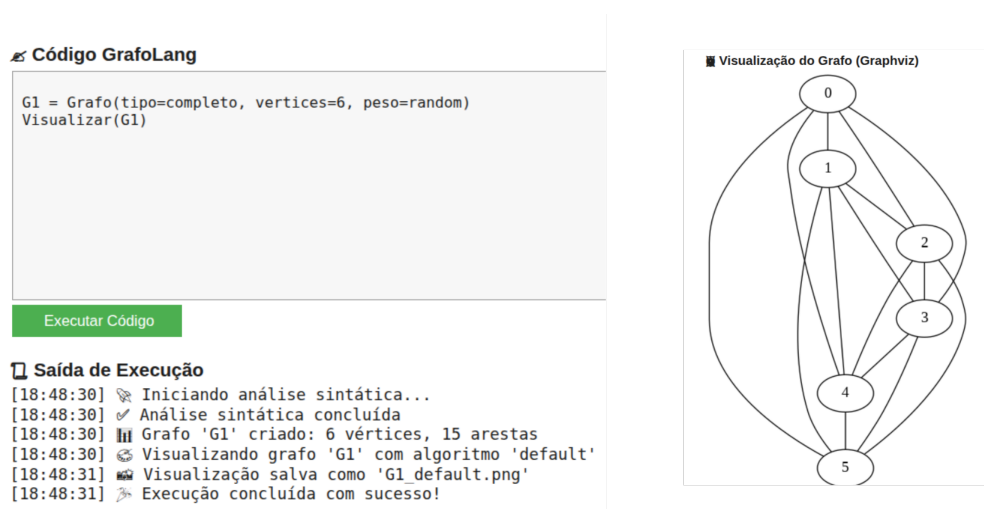 Código GrafoLang
G1 = Grafo(tipo=completo, vertices=6, peso=random)
Visualizar(G1)
Executar Código
Saída de Execução
[18:48:30] 🚀 Iniciando análise sintática...
[18:48:30] ✅ Análise sintática concluída
[18:48:30] 📊 Grafo 'G1' criado: 6 vértices, 15 arestas
[18:48:30] 🎨 Visualizando grafo 'G1' com algoritmo 'default'
[18:48:31] 📸 Visualização salva como 'G1_default.png'
[18:48:31] 🎉 Execução concluída com sucesso!
Visualização do Grafo (Graphviz)
0
1
2
3
4
5